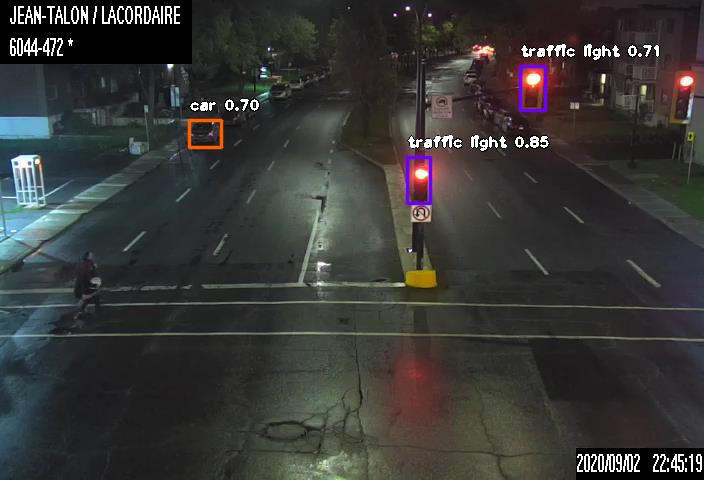 JEAN-TALON / LACORDAIRE
6044-472 *
traffic light 0.71
car 0.70
traffic light 0.85
2020/09/02 22:45:19